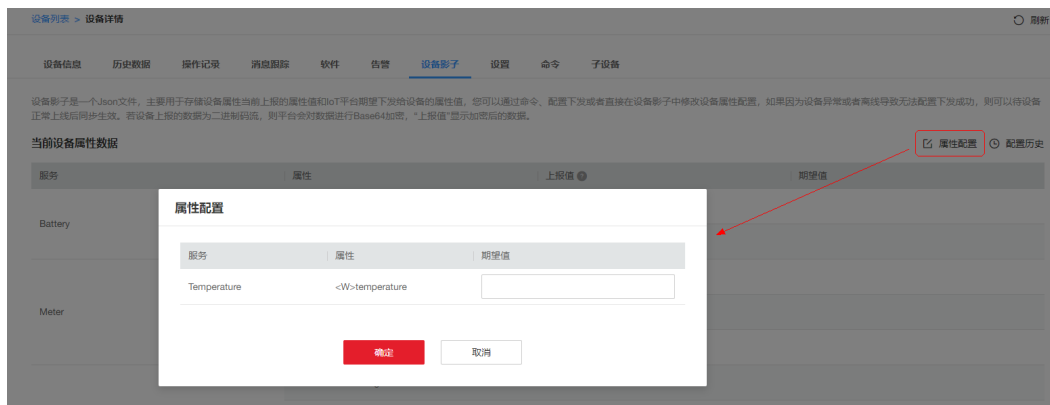 设备列表 > 设备详情
刷新
设备信息 历史数据 操作记录 消息跟踪 软件 告警 设备影子 设置 命令 子设备
设备影子是一个Json文件，主要用于存储设备属性当前上报的属性值和IoT平台期望下发给设备的属性值，您可以通过命令，配置下发或者直接在设备影子中修改设备属性配置，如果因为设备异常或者离线导致无法配置下发成功，则可以待设备
正常上线后同步生效。若设备上报的数据为二进制码流，则平台会对数据进行Base64加密，“上报值”显示加密后的数据。
当前设备属性数据
属性配置 配置历史
服务 属性 上报值 期望值
Battery
Meter
属性配置
服务 属性 期望值
Temperature <W>temperature
确定 取消